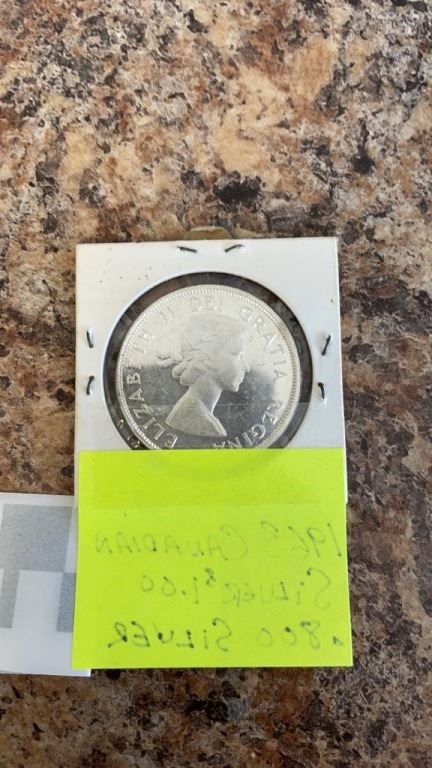 ELIZABETH II DEI GRATIA REGINA
1963 CANADIAN
SILVER $1.00
.800 SILVER